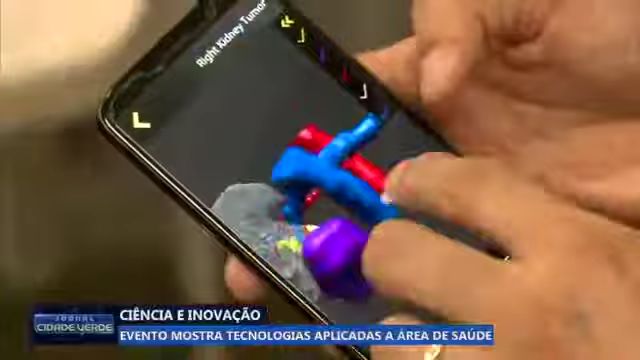 Right Kidney Tumor
CIÊNCIA E INOVAÇÃO
JORNAL
CIDADE VERDE
EVENTO MOSTRA TECNOLOGIAS APLICADAS A ÁREA DE SAÚDE